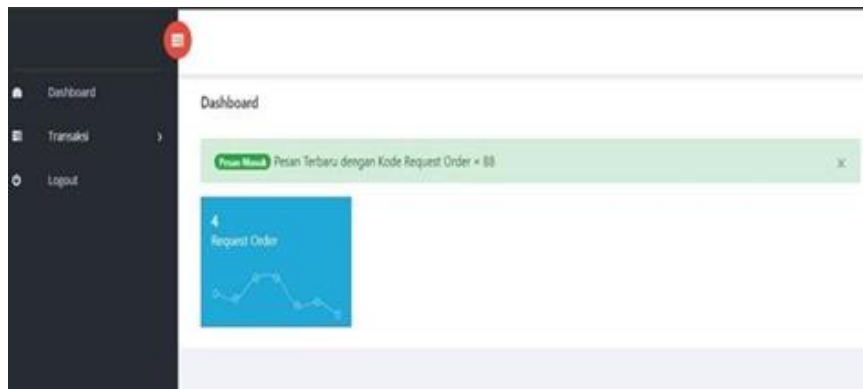 Dashboard
Transaksi
Logout
Dashboard
Pesan Masuk Pesan Terbaru dengan Kode Request Order = 88
4
Request Order